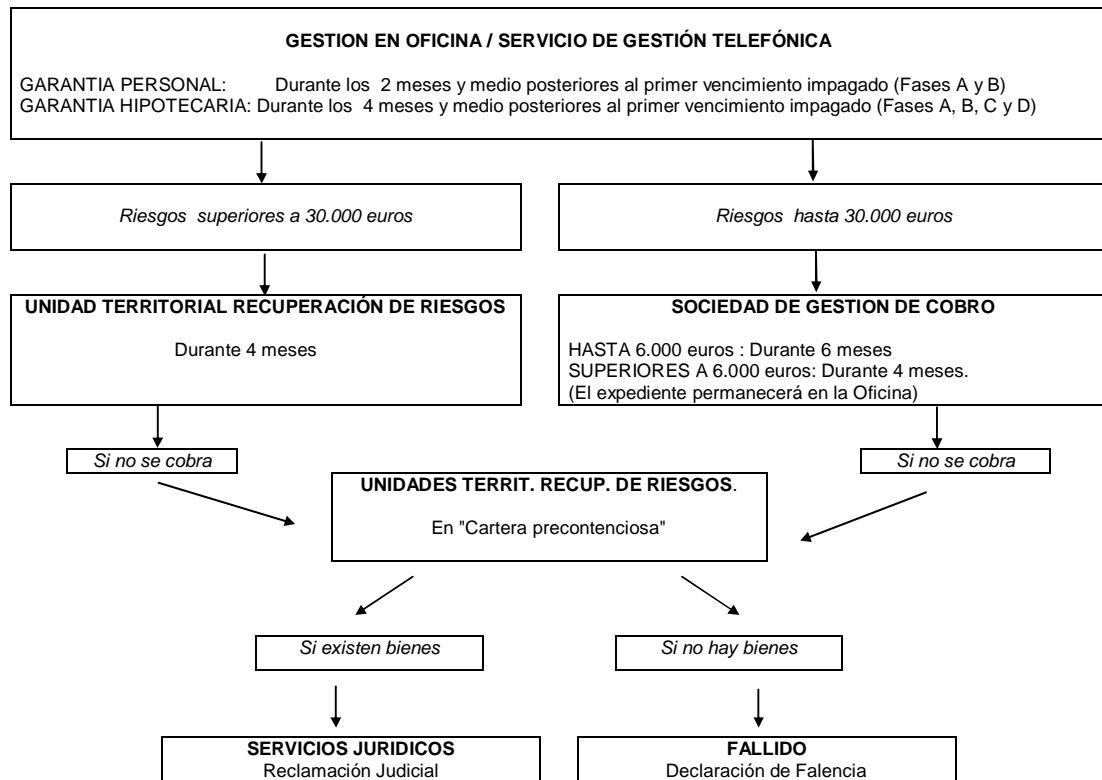 GESTION EN OFICINA / SERVICIO DE GESTIÓN TELEFÓNICA
GARANTIA PERSONAL: Durante los 2 meses y medio posteriores al primer vencimiento impagado (Fases A y B)
GARANTIA HIPOTECARIA: Durante los 4 meses y medio posteriores al primer vencimiento impagado (Fases A, B, C y D)
Riesgos superiores a 30.000 euros
Riesgos hasta 30.000 euros
UNIDAD TERRITORIAL RECUPERACIÓN DE RIESGOS
Durante 4 meses
SOCIEDAD DE GESTION DE COBRO
HASTA 6.000 euros : Durante 6 meses
SUPERIORES A 6.000 euros: Durante 4 meses.
(El expediente permanecerá en la Oficina)
Si no se cobra
Si no se cobra
UNIDADES TERRIT. RECUP. DE RIESGOS.
En "Cartera precontenciosa"
Si existen bienes
Si no hay bienes
SERVICIOS JURIDICOS
Reclamación Judicial
FALLIDO
Declaración de Falencia